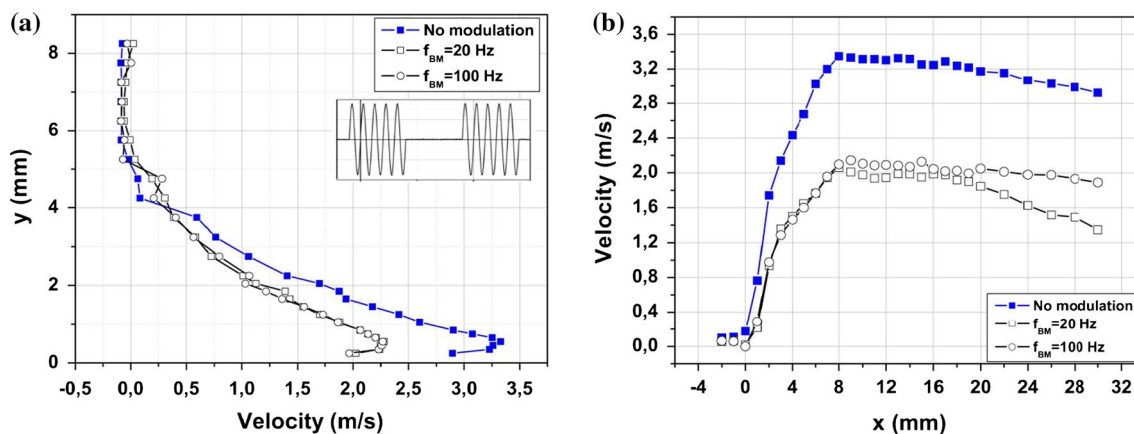 (a)
No modulation
f_BM=20 Hz
f_BM=100 Hz
8
6
4
2
0
y (mm)
-0,5 0,0 0,5 1,0 1,5 2,0 2,5 3,0 3,5
Velocity (m/s)
(b)
3,6
3,2
2,8
2,4
2,0
1,6
1,2
0,8
0,4
0,0
Velocity (m/s)
No modulation
f_BM=20 Hz
f_BM=100 Hz
-4 0 4 8 12 16 20 24 28 32
x (mm)